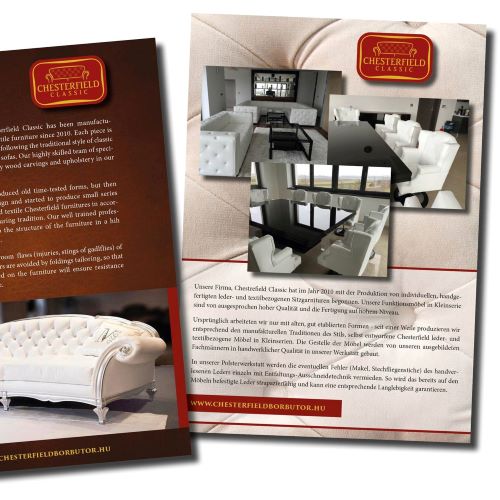 CHESTERFIELD
CLASSIC
Chesterfield Classic has been manufactu-
textile furniture since 2010. Each piece is
following the traditional style of classic
sofas. Our highly skilled team of speci-
wood carvings and upholstery in our
old time-tested forms, but then
design and started to produce small series
and textile Chesterfield furnitures in accor-
tradition. Our well tranned profes-
the structure of the furniture in a hih
room flaws (injuries, stings of gadflies) of
are avoided by foldings tailoring, so that
on the furniture will ensure resistance
CHESTERFIELDBORBUTOR.HU
CHESTERFIELD
CLASSIC
Unsere Firma, Chesterfield Classic hat im Jahr 2010 mit der Produktion von individuellen, handge-
fertigten leder- und textilbezogenen Sitzgarnituren begonnen. Unsere Funktionsmöbel in Kleinserie
sind von ausgesprochen hoher Qualität und die Fertigung auf hohem Niveau.
Ursprünglich arbeiteten wir nur mit alten, gut etablierten Formen - seit einer Weile produzieren wir
entsprechend den manufakturellen Traditionen des Stils, selbst entworfene Chesterfield leder- und
textilbezogene Möbel in Kleinserien. Die Gestelle der Möbel werden von unseren ausgebildeten
Fachmännern in handwerklicher Qualität in unserer Werkstatt gebaut.
In unserer Polsterwerkstatt werden die eventuellen Fehler (Makel, Stechfliegenstiche) des handver-
lesenen Leders einzeln mit Entfaltungs-Ausschneidetechnik vermieden. So wird das bereits auf den
Möbeln befestigte Leder strapazierfähig und kann eine entsprechende Langlebigkeit garantieren.
WWW.CHESTERFIELDBORBUTOR.HU